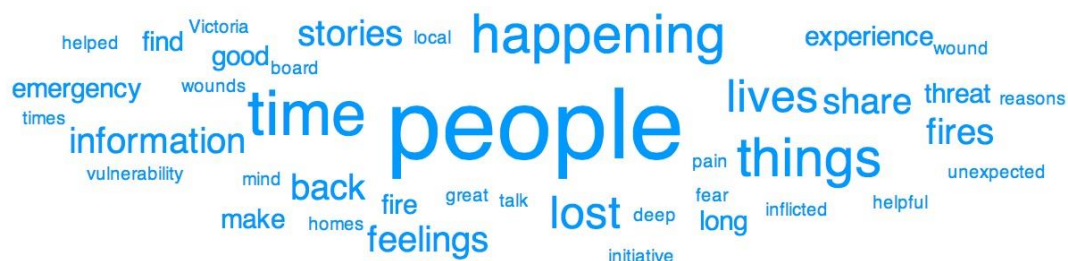 helped find Victoria stories local happening experience wound
good board
emergency wounds time people lives share threat reasons
times information things fires
vulnerability mind back pain unexpected
fire great talk lost deep fear long inflicted helpful
make homes feelings
initiative